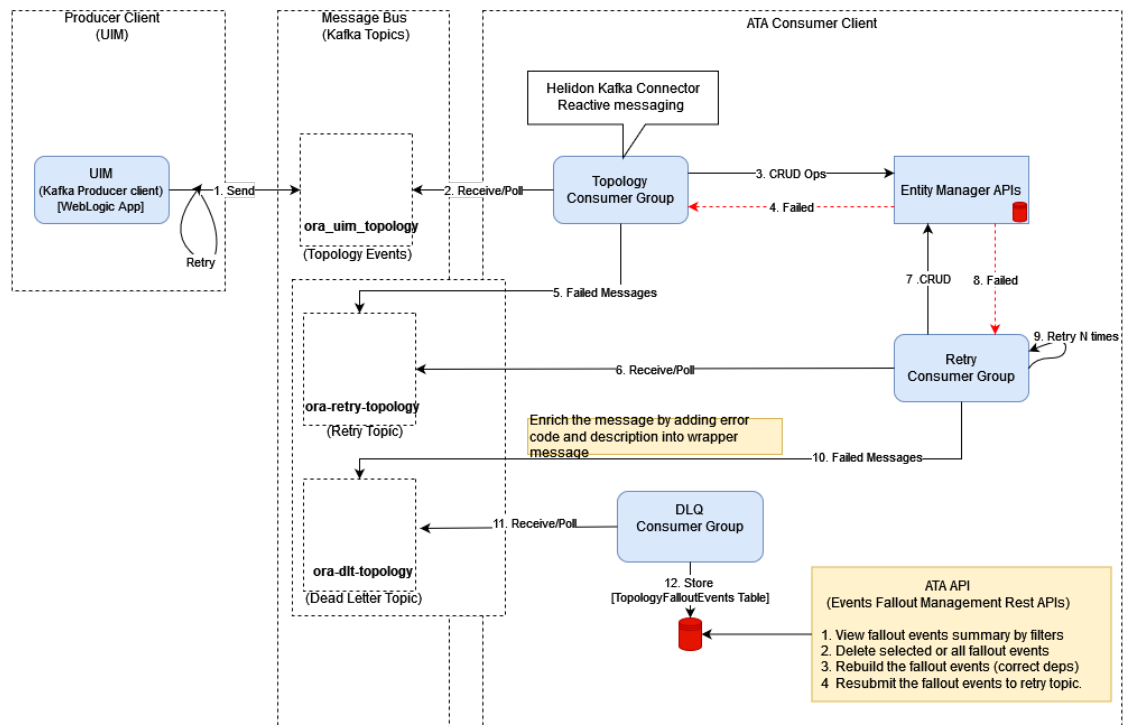 Producer Client
(UIM)
Message Bus
(Kafka Topics)
ATA Consumer Client
Helidon Kafka Connector
Reactive messaging
UIM
(Kafka Producer client)
[WebLogic App]
1. Send
Retry
ora_uim_topology
(Topology Events)
2. Receive/Poll
Topology
Consumer Group
3. CRUD Ops
4. Failed
Entity Manager APIs
5. Failed Messages
7 .CRUD
8. Failed
9. Retry N times
Retry
Consumer Group
6. Receive/Poll
ora-retry-topology
(Retry Topic)
Enrich the message by adding error
code and description into wrapper
message
10. Failed Messages
DLQ
Consumer Group
11. Receive/Poll
ora-dlt-topology
(Dead Letter Topic)
12. Store
[TopologyFalloutEvents Table]
ATA API
(Events Fallout Management Rest APIs)
1. View fallout events summary by filters
2. Delete selected or all fallout events
3. Rebuild the fallout events (correct deps)
4 Resubmit the fallout events to retry topic.